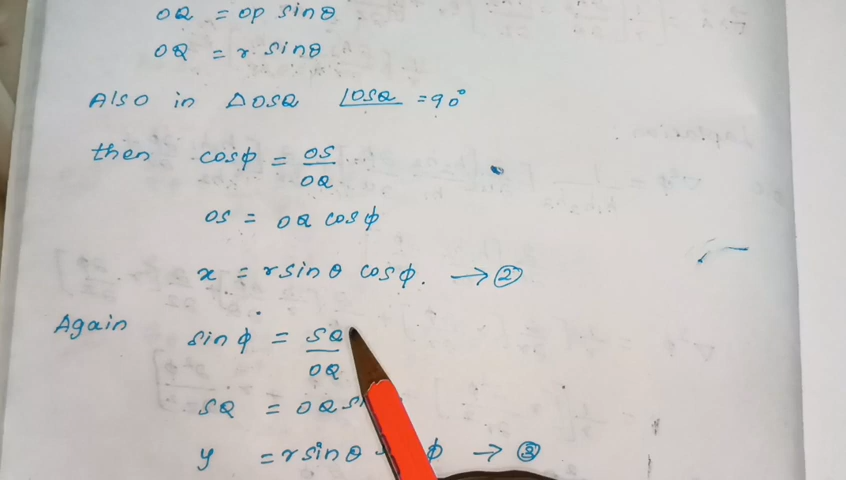 OQ = OP sinθ
OQ = r sinθ
Also in ΔOSQ ∠OSQ = 90°
then cosϕ = OS/OQ
OS = OQ cosϕ
x = r sinθ cosϕ. → ②
Again sinϕ = SQ/OQ
SQ = OQ
y = r sinθ ϕ → ③